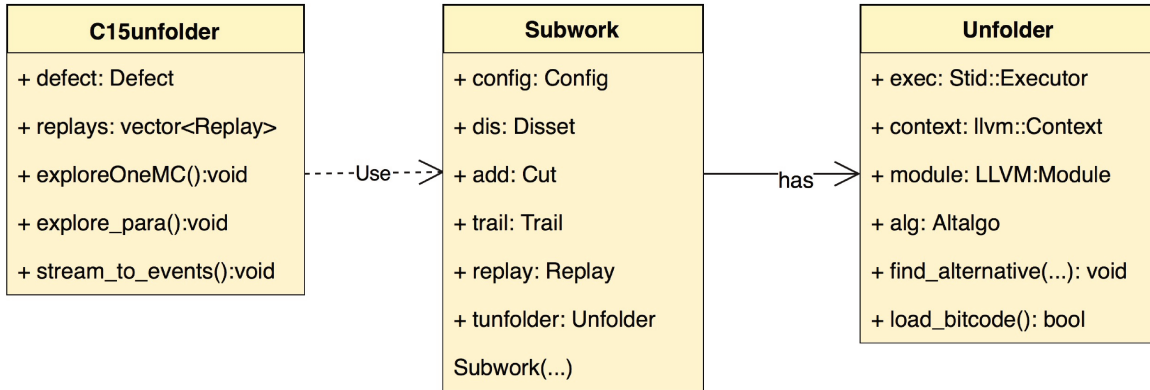 C15unfolder
+ defect: Defect
+ replays: vector<Replay>
+ exploreOneMC():void
+ explore_para():void
+ stream_to_events():void
Use
Subwork
+ config: Config
+ dis: Disset
+ add: Cut
+ trail: Trail
+ replay: Replay
+ tunfolder: Unfolder
Subwork(...)
has
Unfolder
+ exec: Stid::Executor
+ context: llvm::Context
+ module: LLVM:Module
+ alg: Altalgo
+ find_alternative(...): void
+ load_bitcode(): bool